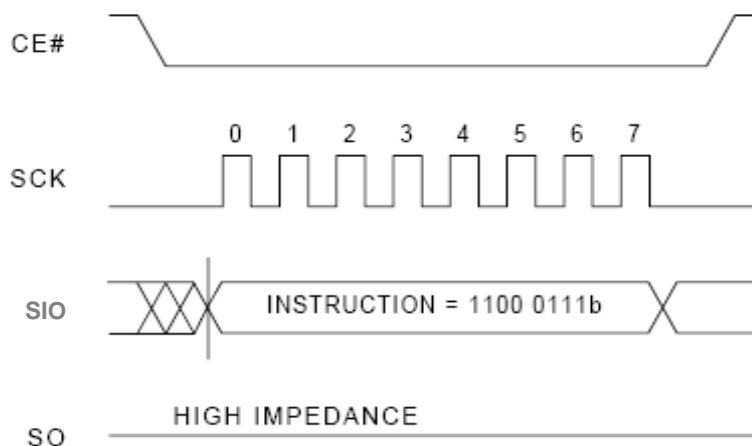 CE#
0 1 2 3 4 5 6 7
SCK
SIO INSTRUCTION = 1100 0111b
HIGH IMPEDANCE
SO